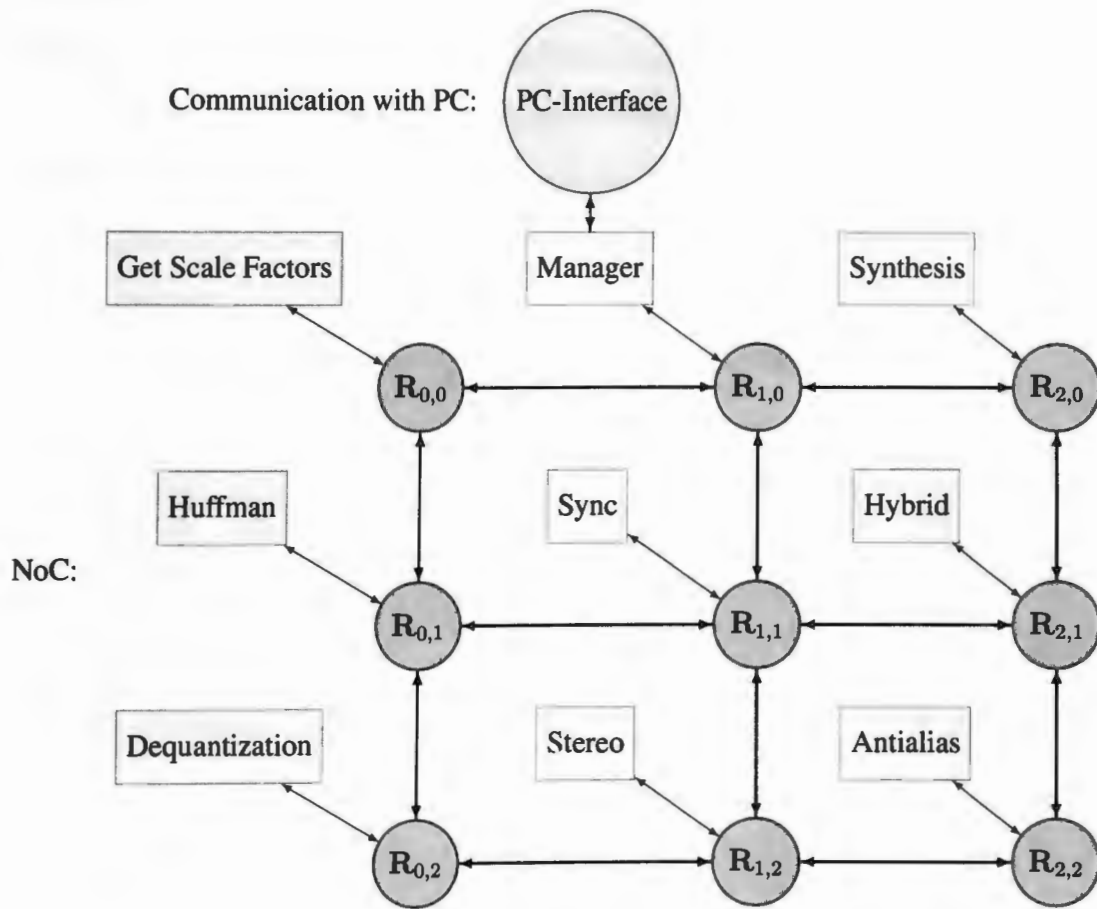 Communication with PC:
PC-Interface
Get Scale Factors
Manager
Synthesis
R0,0
R1,0
R2,0
Huffman
Sync
Hybrid
NoC:
R0,1
R1,1
R2,1
Dequantization
Stereo
Antialias
R0,2
R1,2
R2,2